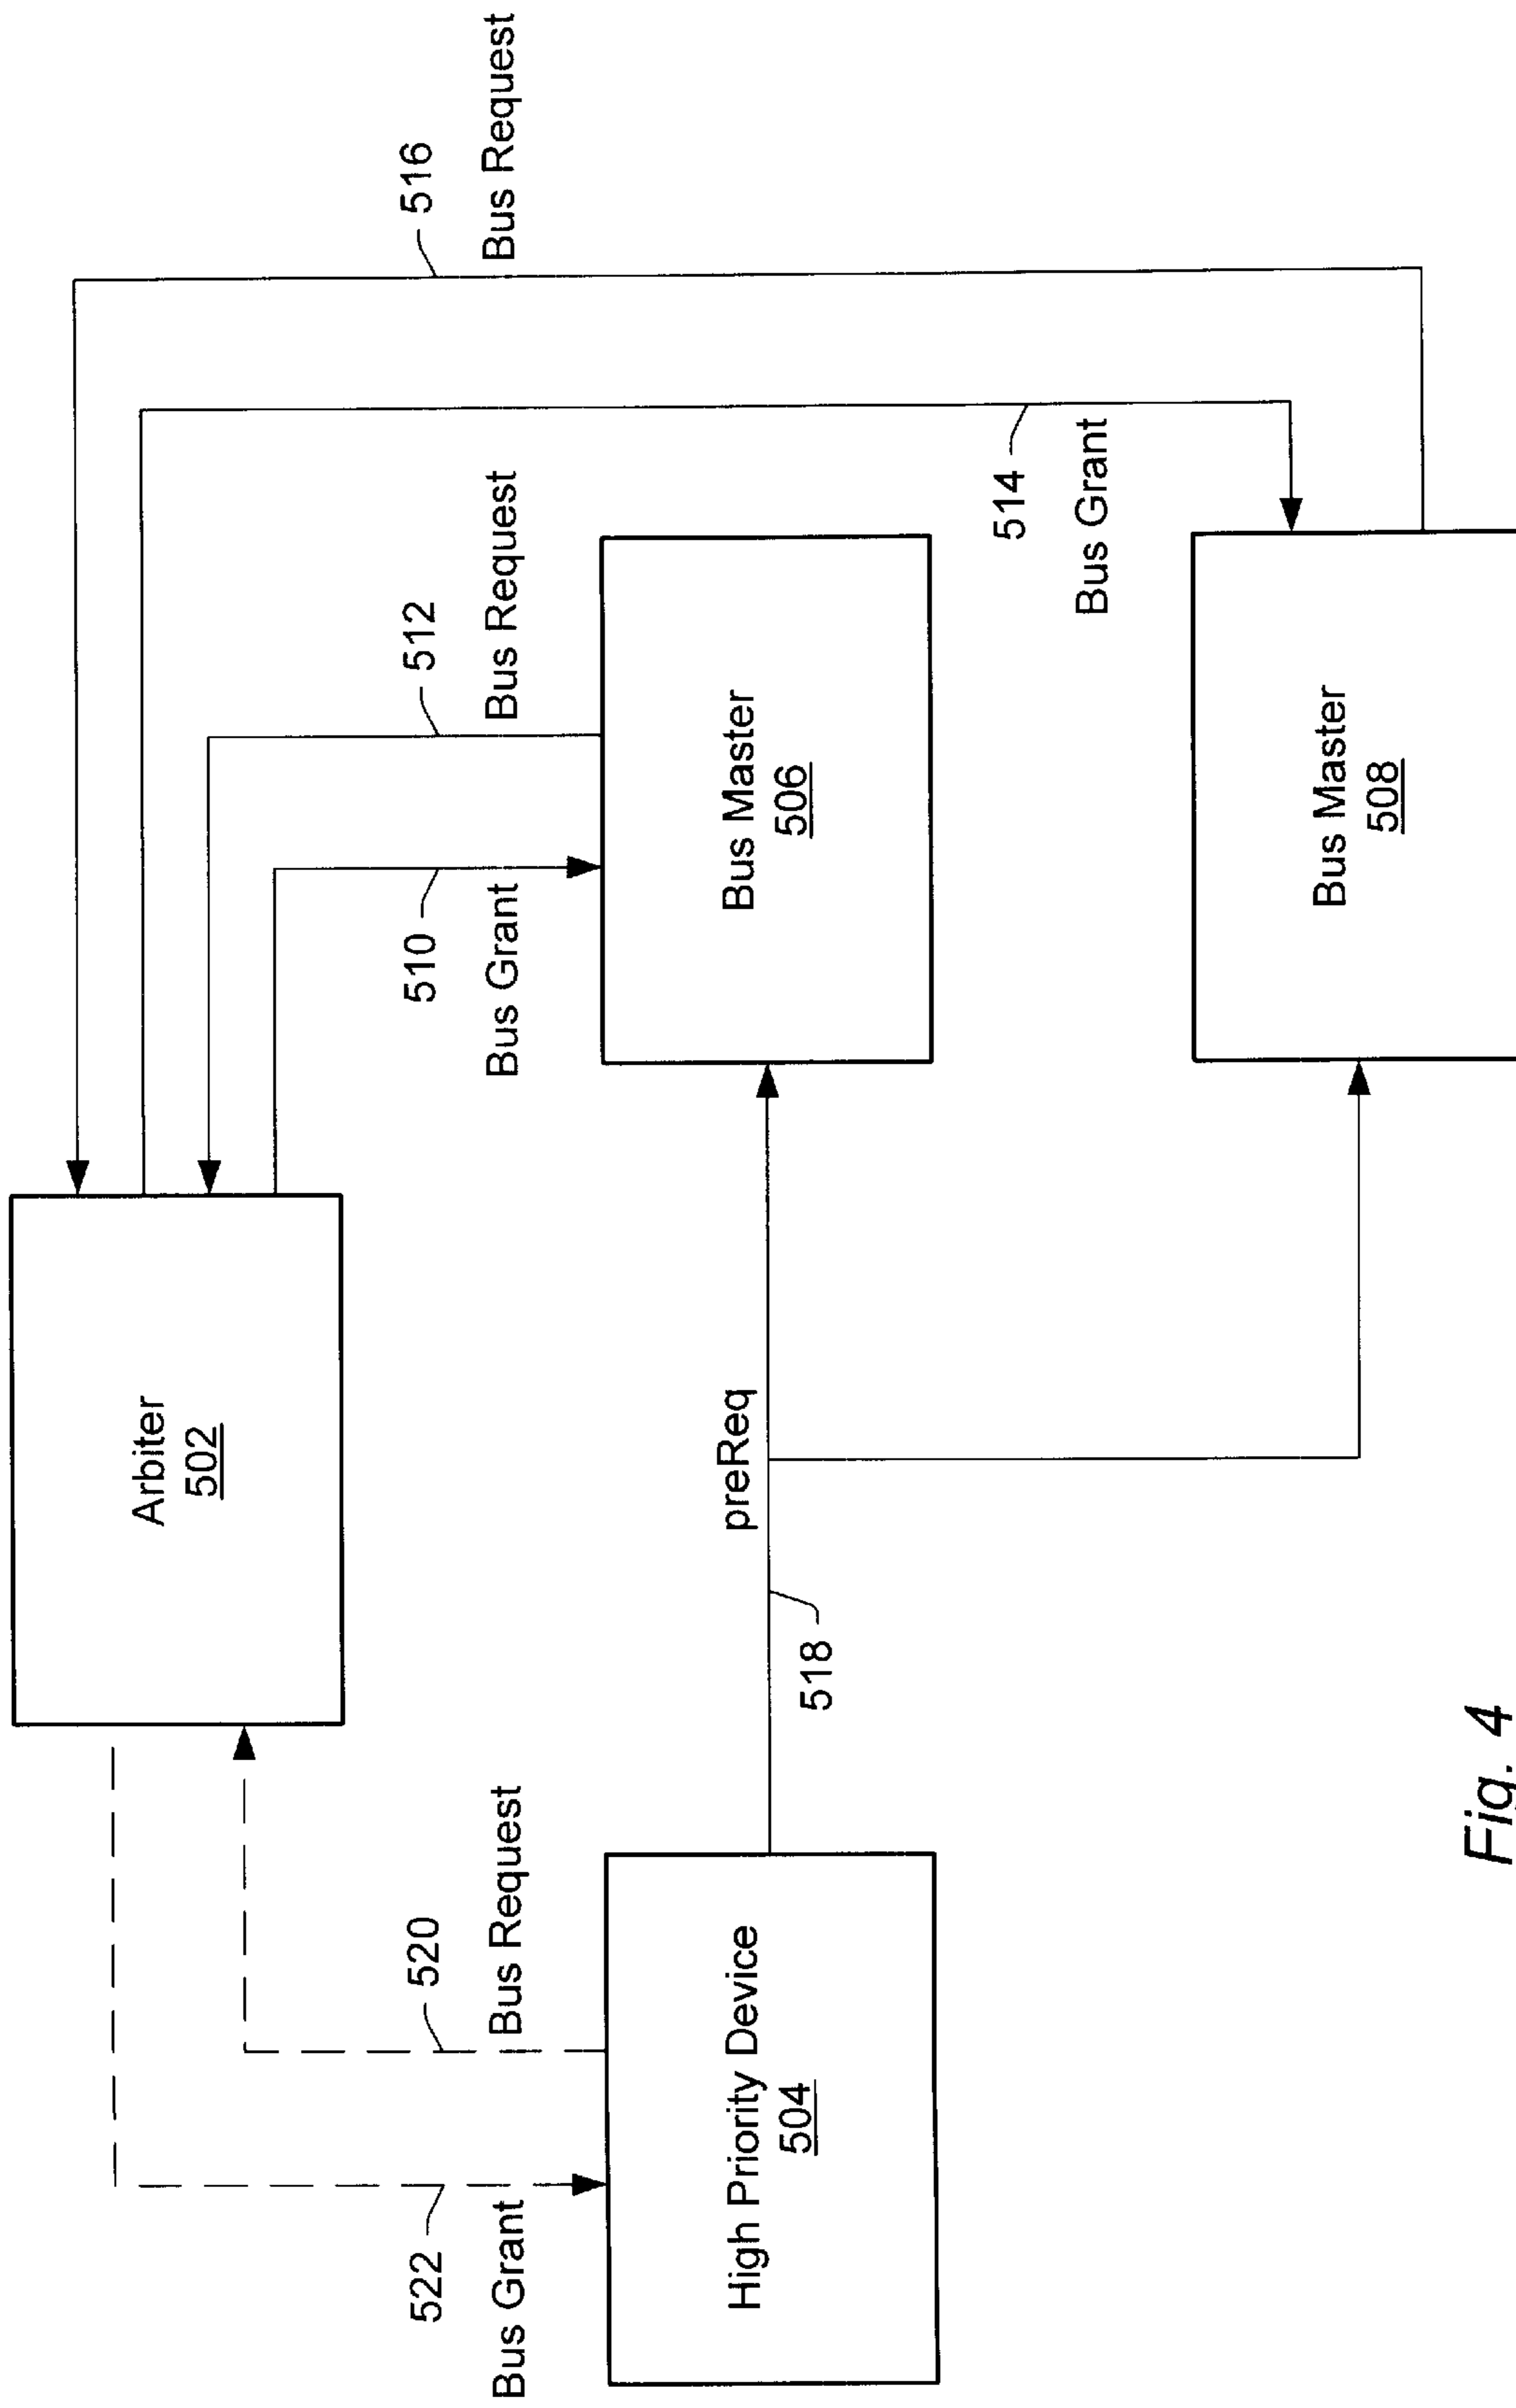 Arbiter
502
516
Bus Request
512
Bus Request
510
Bus Grant
514
Bus Grant
520
Bus Request
522
Bus Grant
High Priority Device
504
preReq
518
Bus Master
506
Bus Master
508
Fig. 4